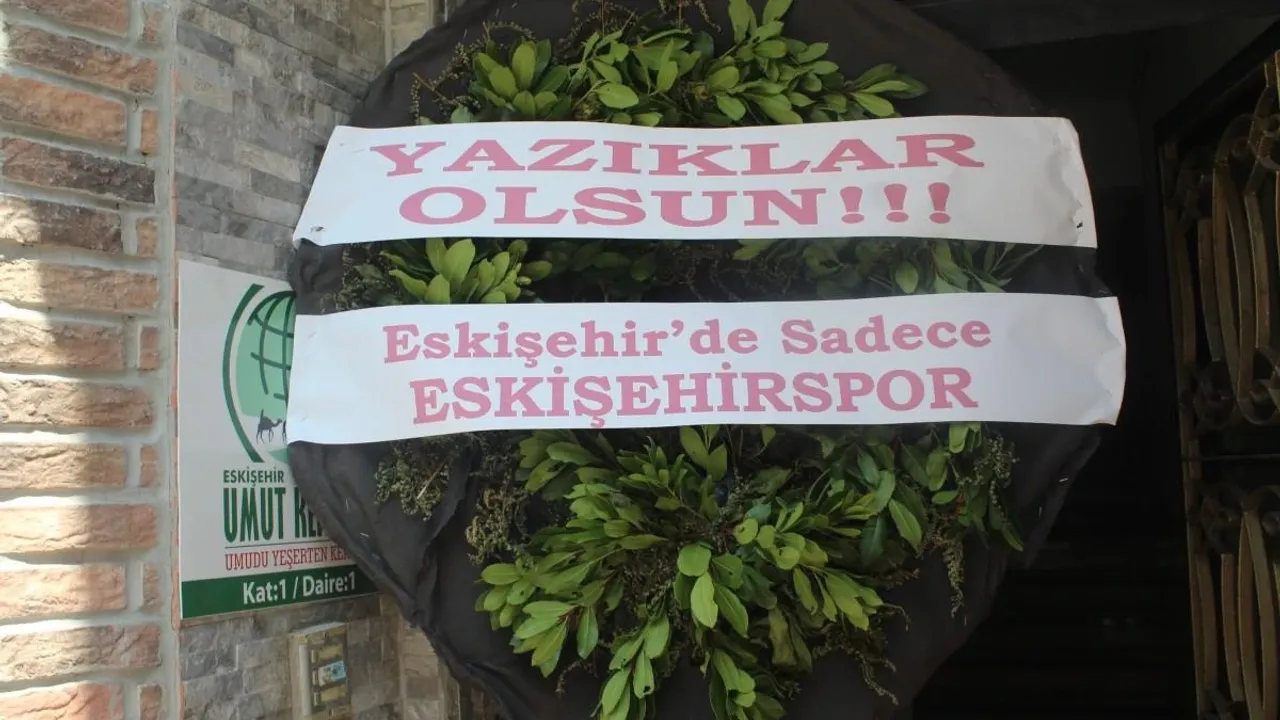 YAZIKLAR
OLSUN!!!
Eskişehir'de Sadece
ESKİŞEHİRSPOR
ESKİŞEHİR
UMUT
UMUDU YEŞERTEN
Kat:1 / Daire:1